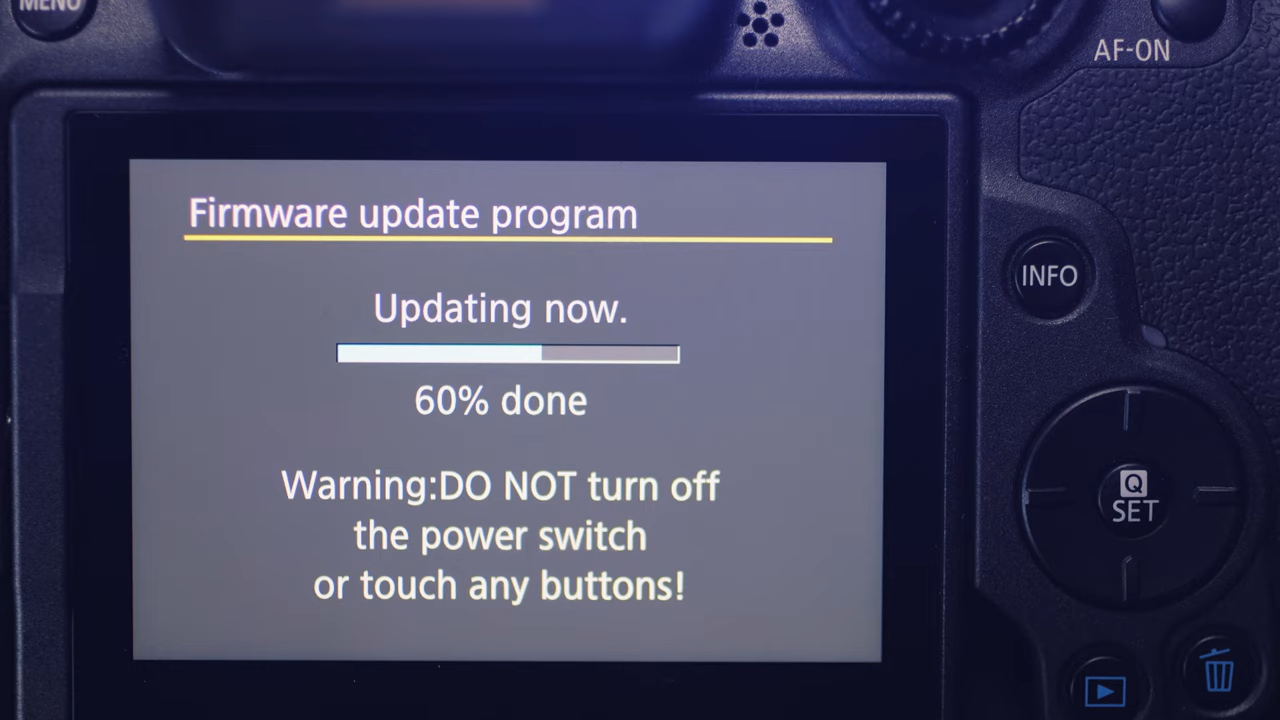 MENU
AF-ON
Firmware update program
Updating now.
60% done
Warning:DO NOT turn off
the power switch
or touch any buttons!
INFO
Q
SET